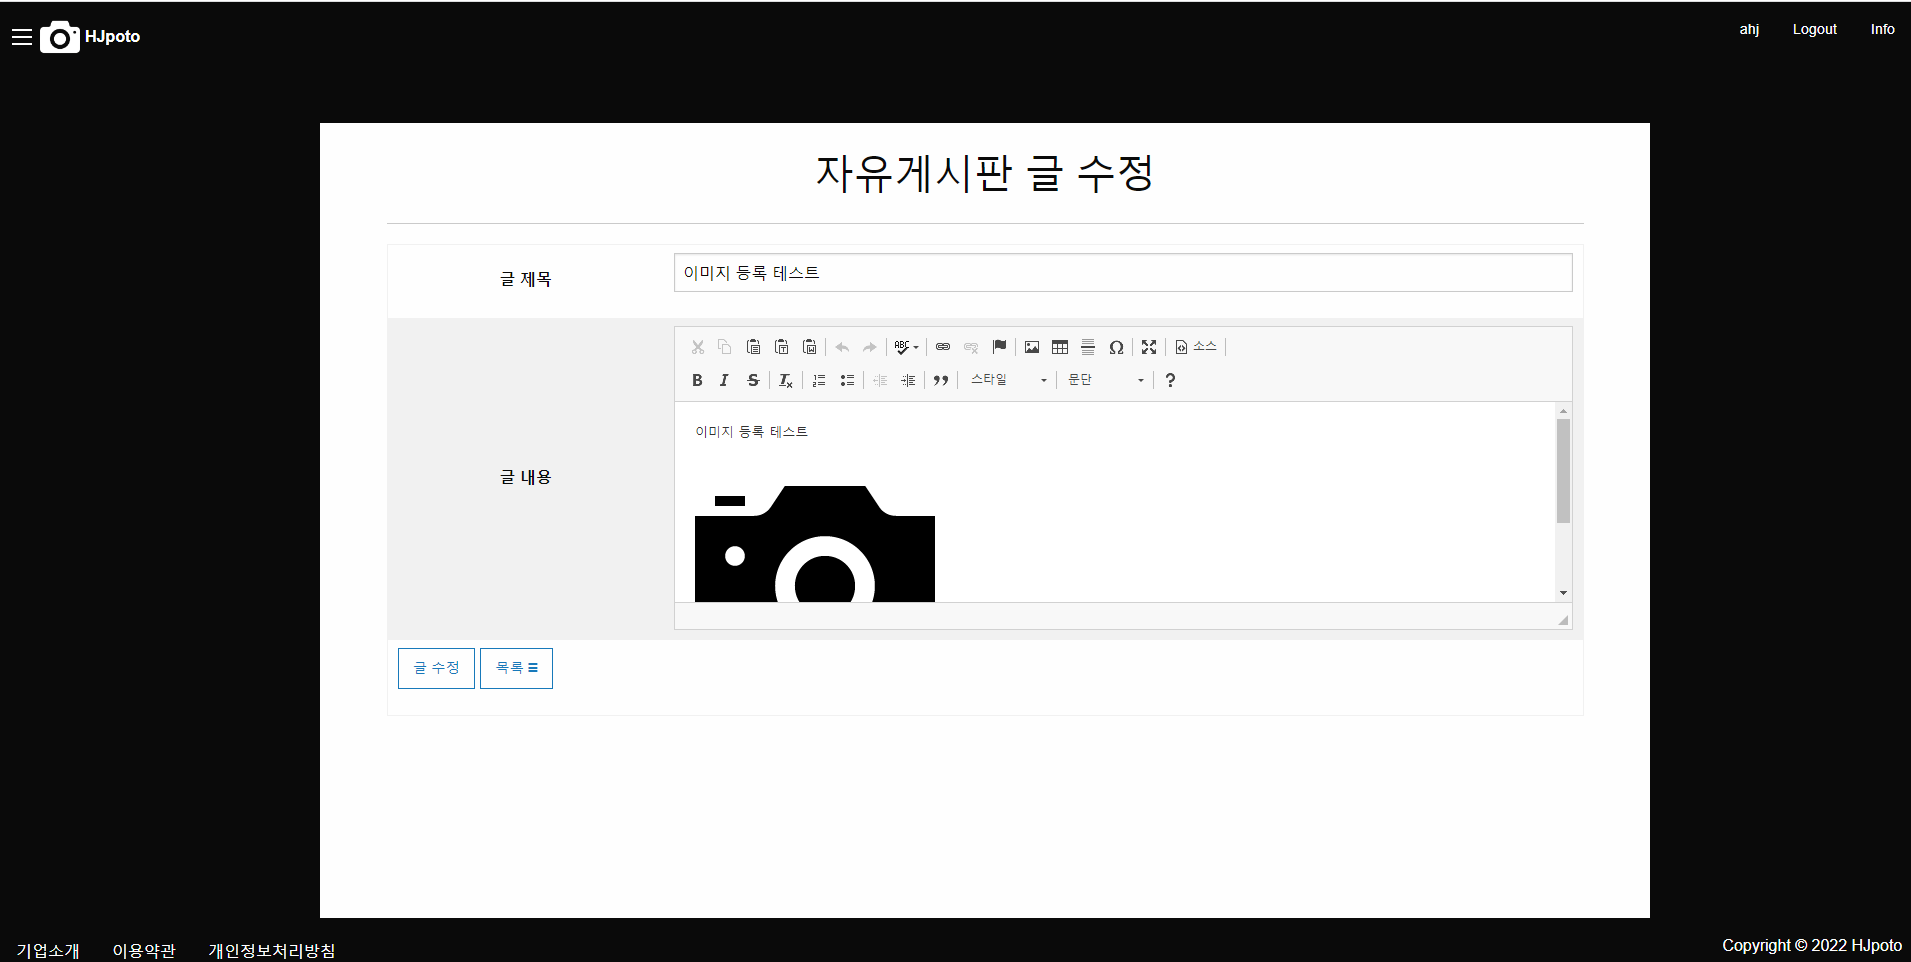 HJpoto
ahj Logout Info
자유게시판 글 수정
글 제목
이미지 등록 테스트
글 내용
ABC
소스
B I S Tx
스타일 문단 ?
이미지 등록 테스트
글 수정 목록
기업소개 이용약관 개인정보처리방침
Copyright © 2022 HJpoto